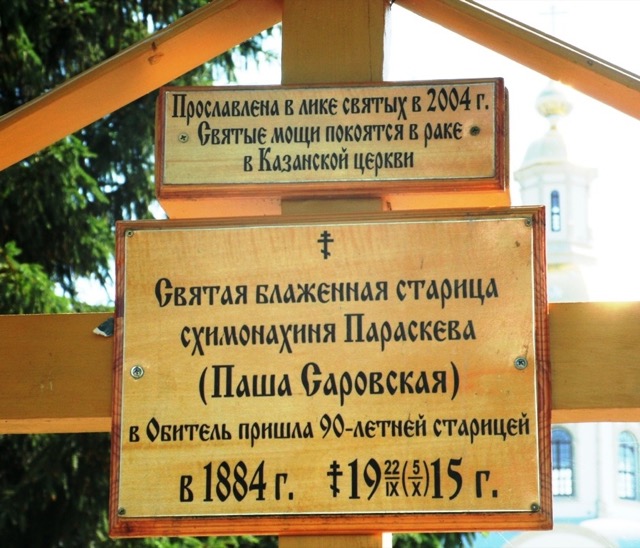 Прославлена в лике святых в 2004 г.
Святые мощи покоятся в раке
в Казанской церкви
☦
Святая блаженная старица
схимонахиня Параскева
(Паша Саровская)
в Обитель пришла 90-летней старицей
в 1884 г. ☦19 22/IX (5/X) 15 г.